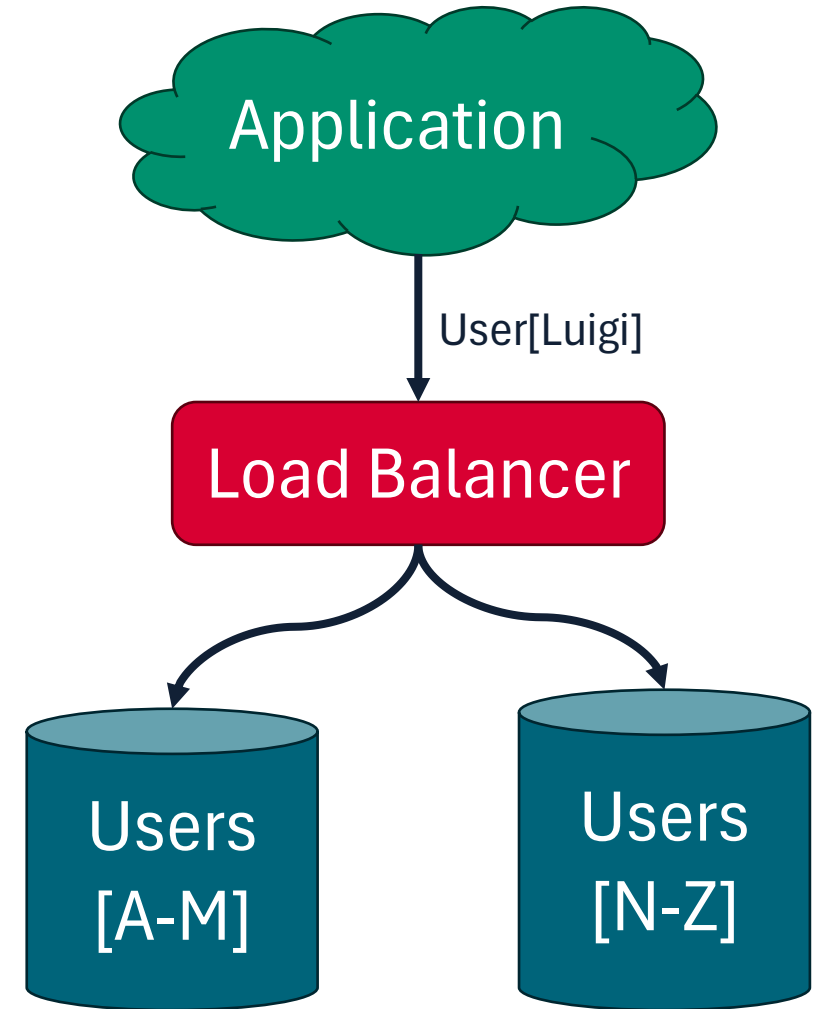 Application
User[Luigi]
Load Balancer
Users
[A-M]
Users
[N-Z]